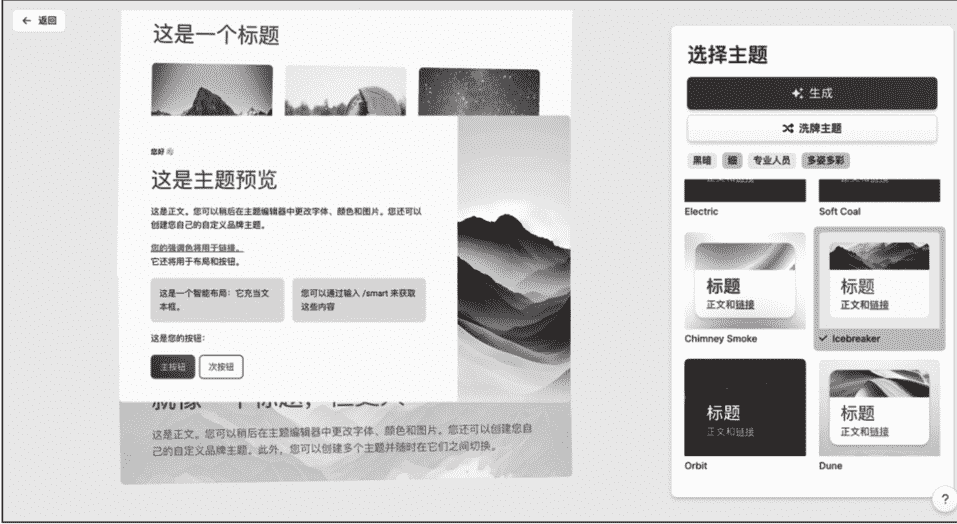 ← 返回
这是一个标题
您好
这是主题预览
这是正文。您可以稍后在主题编辑器中更改字体、颜色和图片。您还可以
创建您自己的自定义品牌主题。
您的强调色将用于链接。
它还将用于布局和按钮。
这是一个智能布局：它充当文
本框。
您可以通过输入 /smart 来获取
这些内容
这是您的按钮：
主按钮
次按钮
这是正文。您可以稍后在主题编辑器中更改字体、颜色和图片。您还可以创建您自
己的自定义品牌主题。此外，您可以创建多个主题并随时在它们之间切换。
选择主题
生成
洗牌主题
黑暗
专业人员
多姿多彩
Electric
Soft Coal
标题
正文和链接
Chimney Smoke
标题
正文和链接
Icebreaker
标题
正文和链接
Orbit
标题
正文和链接
Dune
?